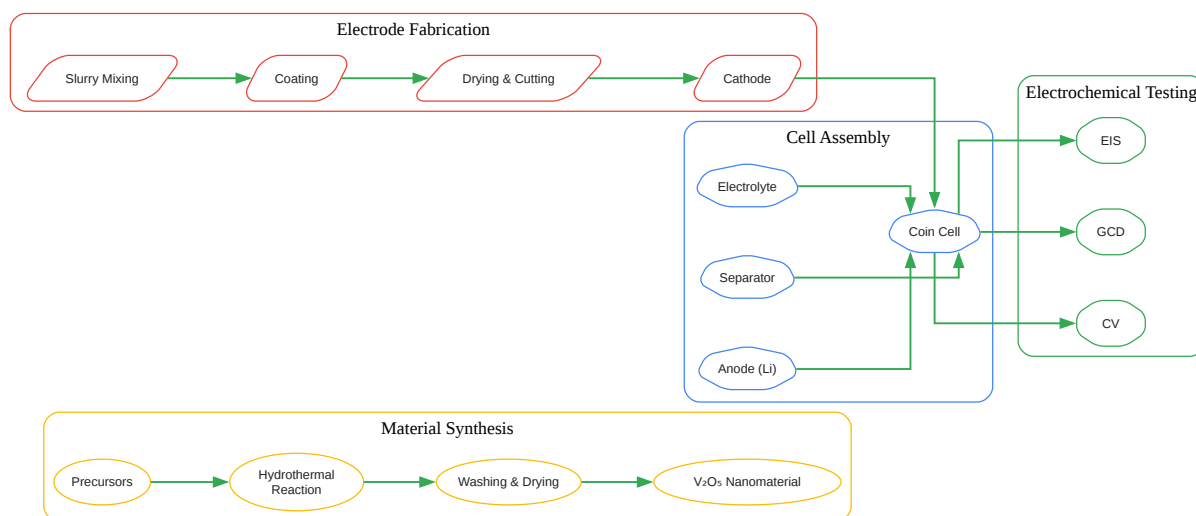 Electrode Fabrication
Slurry Mixing
Coating
Drying & Cutting
Cathode
Electrochemical Testing
EIS
GCD
CV
Cell Assembly
Electrolyte
Coin Cell
Separator
Anode (Li)
Material Synthesis
Precursors
Hydrothermal
Reaction
Washing & Drying
V₂O₅ Nanomaterial